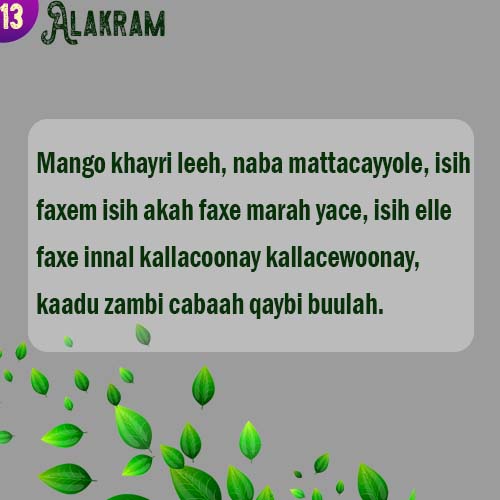 13
ALAKRAM
Mango khayri leeh, naba mattacayyole, isih
faxem isih akah faxe marah yace, isih elle
faxe innal kallacoonay kallacewoonay,
kaadu zambi cabaah qaybi buulah.